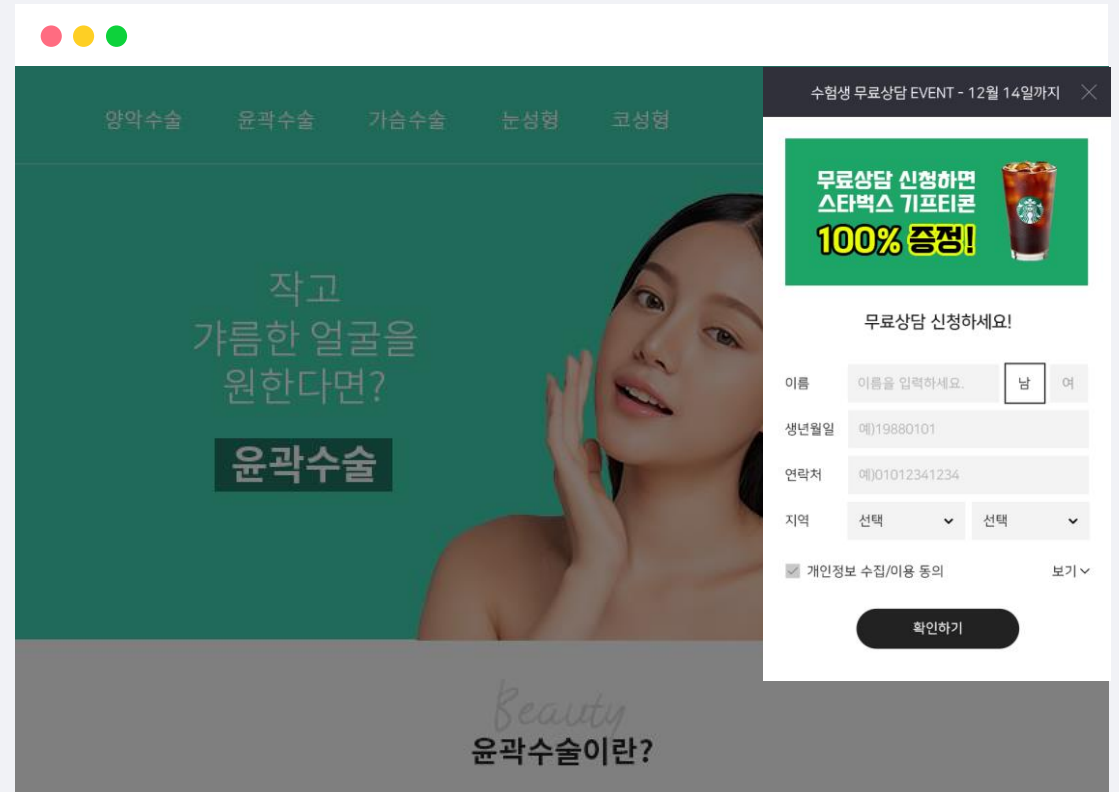 양악수술 윤곽수술 가슴수술 눈성형 코성형
작고
갸름한 얼굴을
원한다면?
윤곽수술
Beauty
윤곽수술이란?
수험생 무료상담 EVENT - 12월 14일까지
무료상담 신청하면
스타벅스 기프티콘
100% 증정!
무료상담 신청하세요!
이름 이름을 입력하세요. 남 여
생년월일 예)19880101
연락처 예)01012341234
지역 선택 선택
개인정보 수집/이용 동의 보기
확인하기